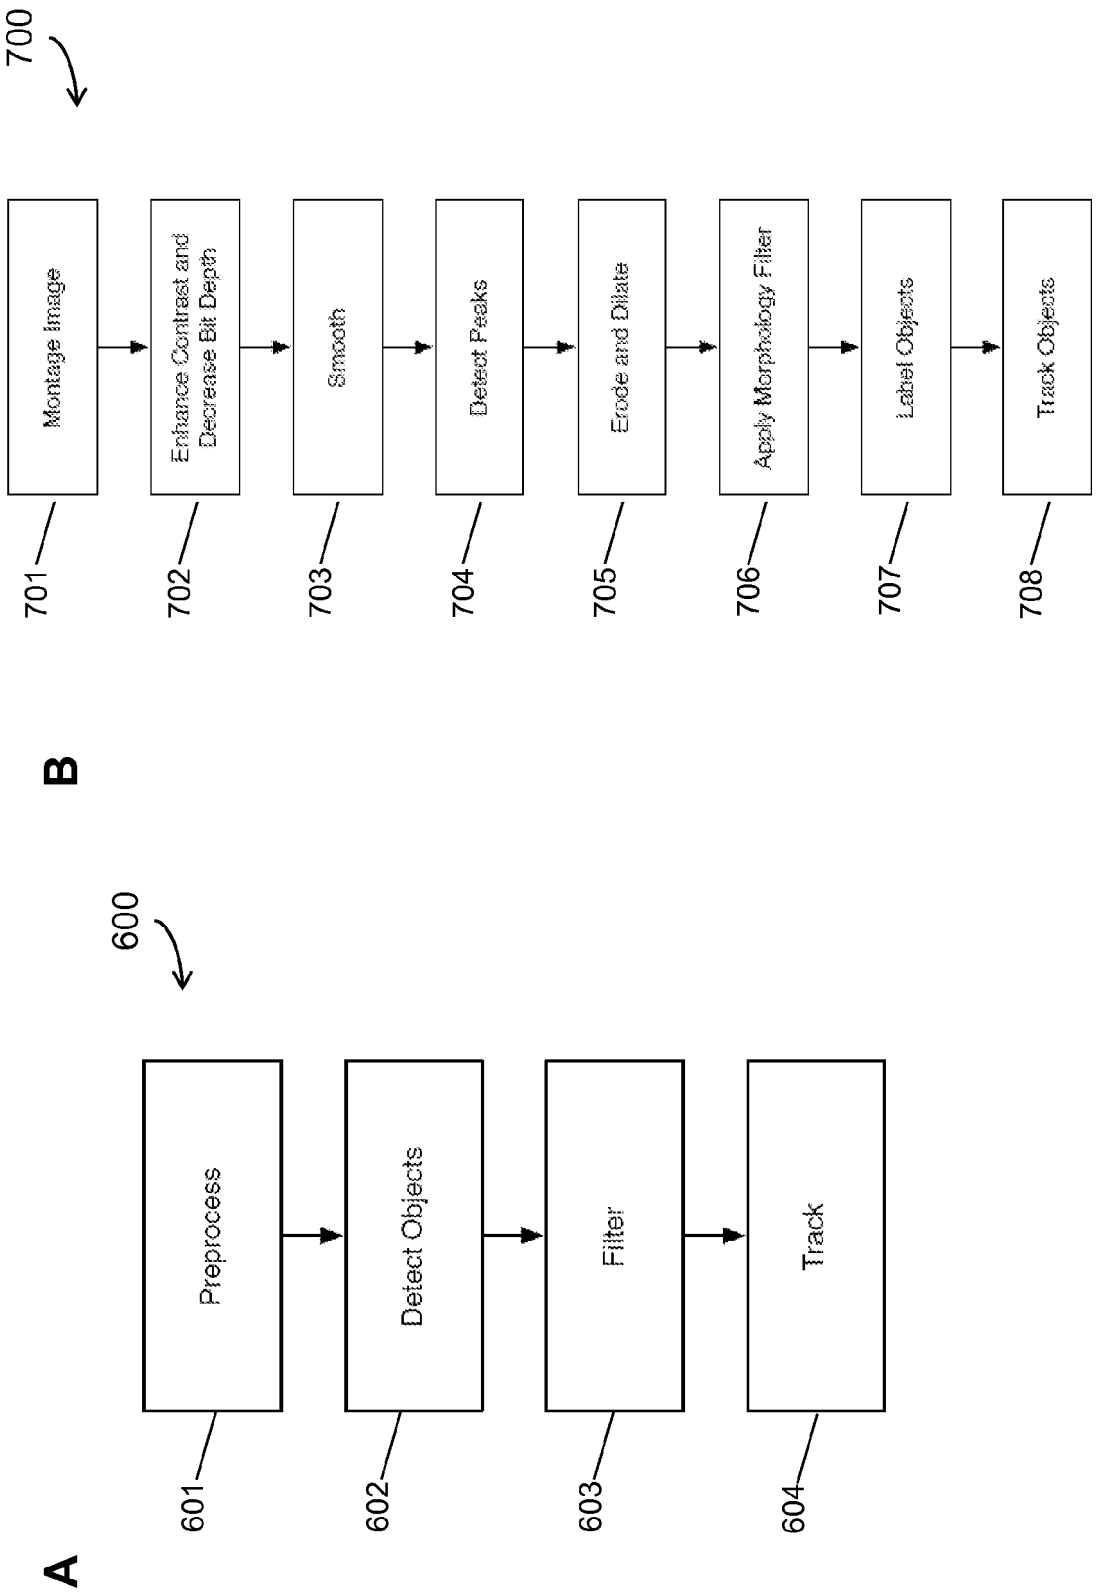 A
600
601
Preprocess
602
Detect Objects
603
Filter
604
Track
B
700
701
Montage Image
702
Enhance Contrast and
Decrease Bit Depth
703
Smooth
704
Detect Peaks
705
Erode and Dilate
706
Apply Morphology Filter
707
Label Objects
708
Track Objects